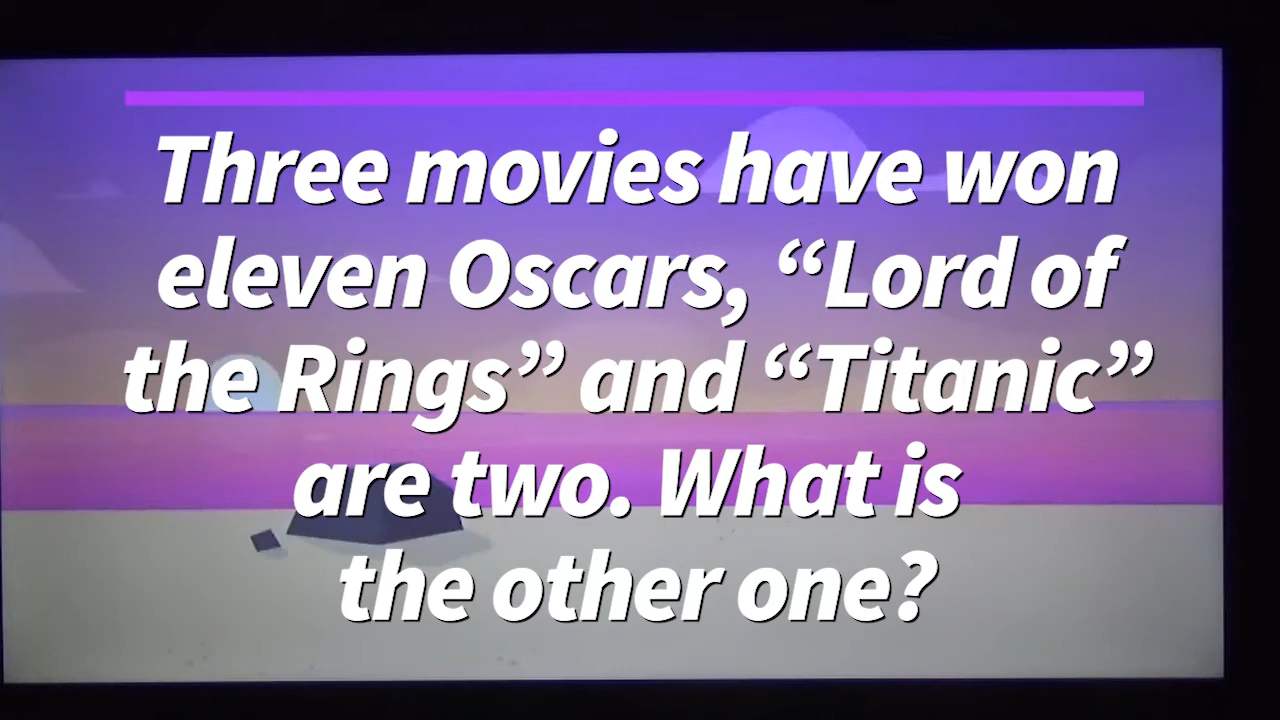 Three movies have won
eleven Oscars, “Lord of
the Rings” and “Titanic”
are two. What is
the other one?